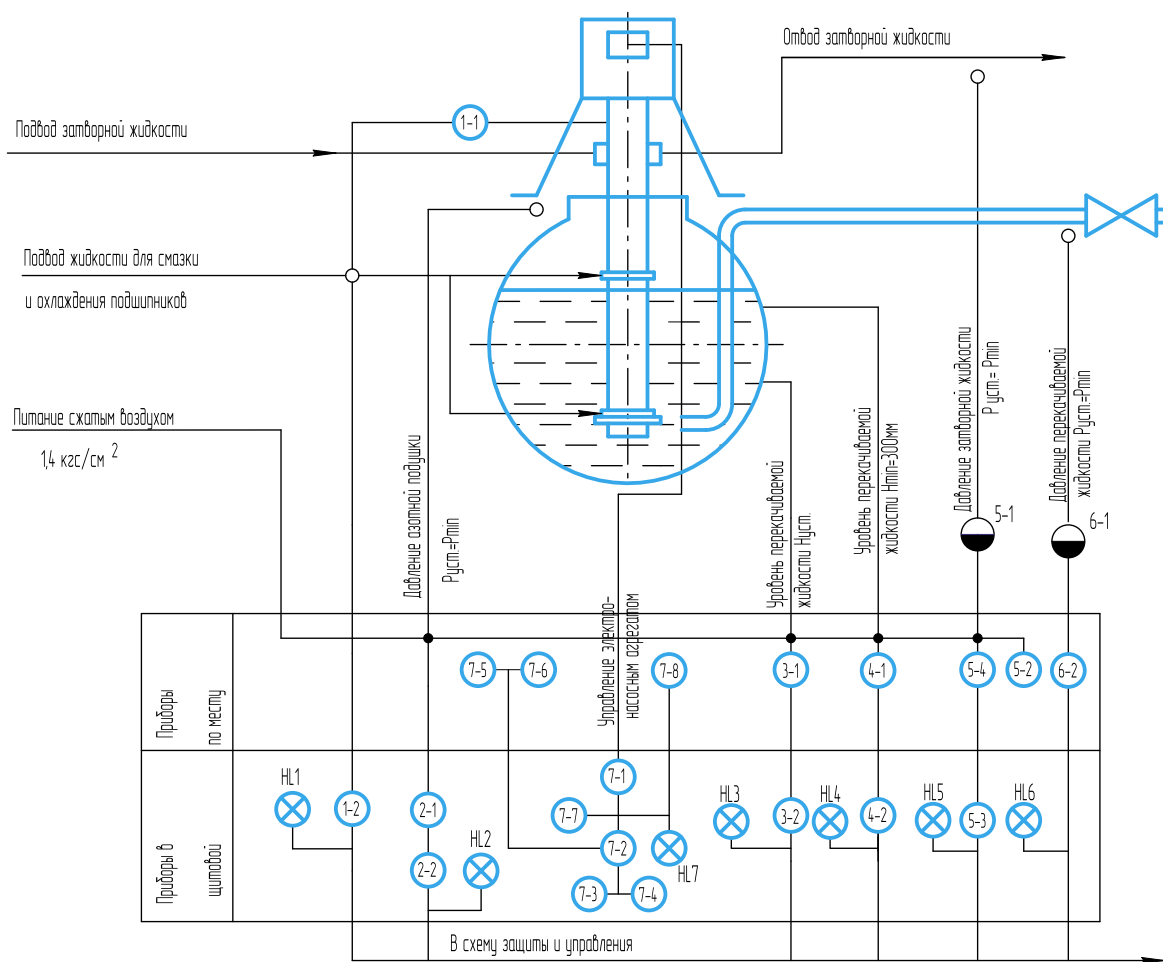 Отвод затворной жидкости
Подвод затворной жидкости
1-1
Подвод жидкости для смазки
и охлаждения подшипников
Питание сжатым воздухом
1,4 кгс/см 2
Давление азотной подушки
Pуст.=Pmin
Управление электро-
насосным агрегатом
Уровень перекачиваемой
жидкости Hуст.
Уровень перекачиваемой
жидкости Hmin=300мм
Давление затворной жидкости
P уст.= Pmin
Давление перекачиваемой
жидкости Pуст.=Pmin
5-1
6-1
Приборы
по месту
7-5
7-6
7-8
3-1
4-1
5-4
5-2
6-2
Приборы в
щитовой
HL1
1-2
2-1
2-2
HL2
7-1
7-7
7-2
7-3
7-4
HL7
HL3
3-2
HL4
4-2
HL5
5-3
HL6
В схему защиты и управления